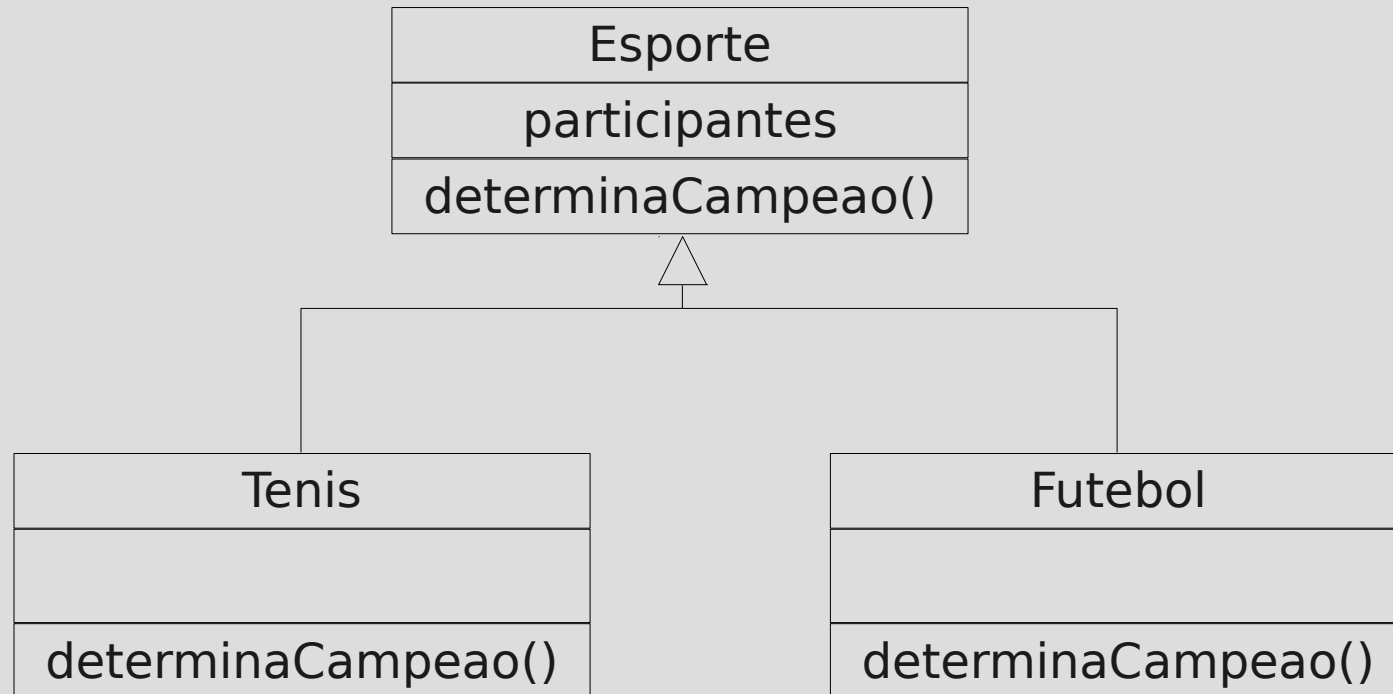 Esporte
participantes
determinaCampeao()
Tenis
Futebol
determinaCampeao()
determinaCampeao()